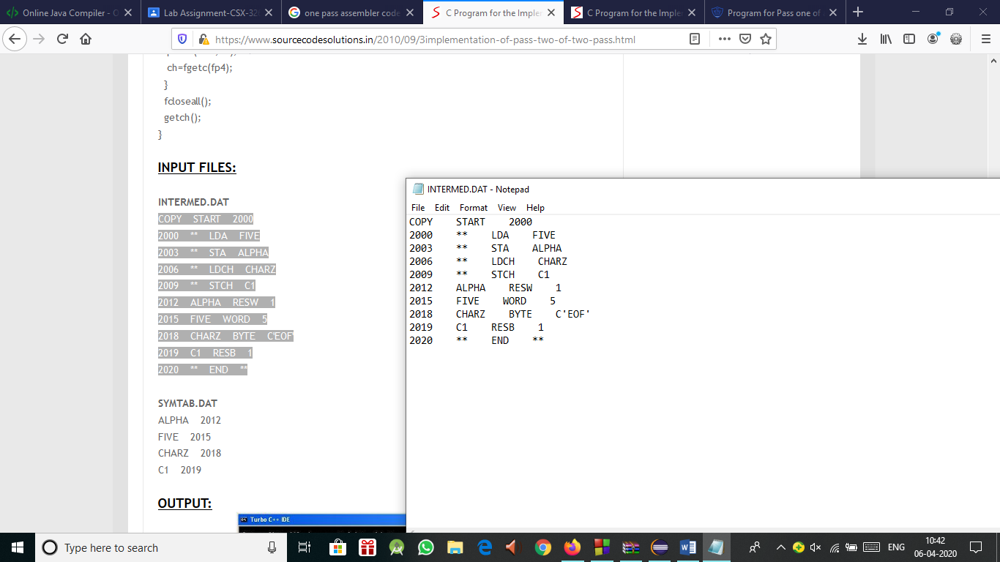 Online Java Compiler - O
Lab Assignment-CSX-32
one pass assembler code
C Program for the Imple
C Program for the Imple
Program for Pass one of
https://www.sourcecodesolutions.in/2010/09/3implementation-of-pass-two-of-two-pass.html
ch=fgetc(fp4);
}
fcloseall();
getch();
}
INPUT FILES:
INTERMED.DAT
COPY START 2000
2000 ** LDA FIVE
2003 ** STA ALPHA
2006 ** LDCH CHARZ
2009 ** STCH C1
2012 ALPHA RESW 1
2015 FIVE WORD 5
2018 CHARZ BYTE C'EOF'
2019 C1 RESB 1
2020 ** END **
SYMTAB.DAT
ALPHA 2012
FIVE 2015
CHARZ 2018
C1 2019
OUTPUT:
Turbo C++ IDE
INTERMED.DAT - Notepad
File Edit Format View Help
COPY START 2000
2000 ** LDA FIVE
2003 ** STA ALPHA
2006 ** LDCH CHARZ
2009 ** STCH C1
2012 ALPHA RESW 1
2015 FIVE WORD 5
2018 CHARZ BYTE C'EOF'
2019 C1 RESB 1
2020 ** END **
Type here to search
ENG
10:42
06-04-2020